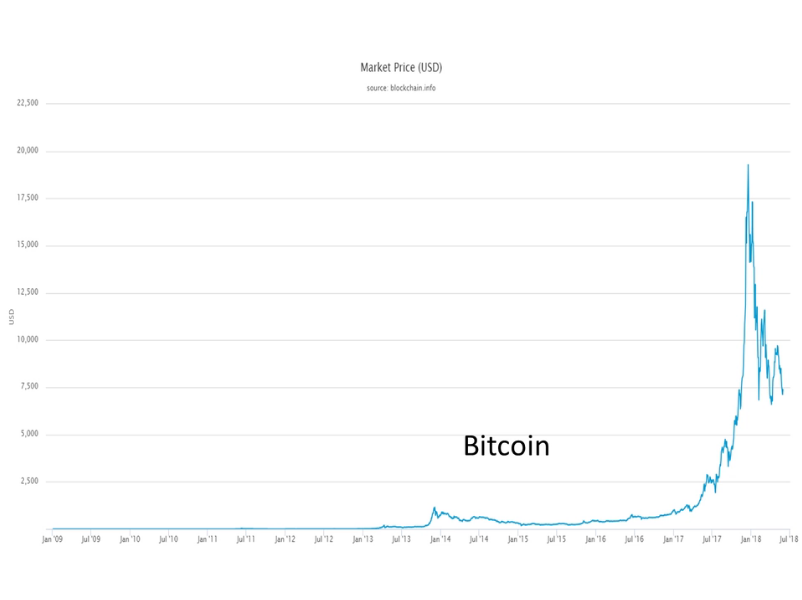 Market Price (USD)
source: blockchain.info
22,500
20,000
17,500
15,000
12,500
10,000
7,500
5,000
2,500
USD
Bitcoin
Jan '09 Jul '09 Jan '10 Jul '10 Jan '11 Jul '11 Jan '12 Jul '12 Jan '13 Jul '13 Jan '14 Jul '14 Jan '15 Jul '15 Jan '16 Jul '16 Jan '17 Jul '17 Jan '18 Jul '18